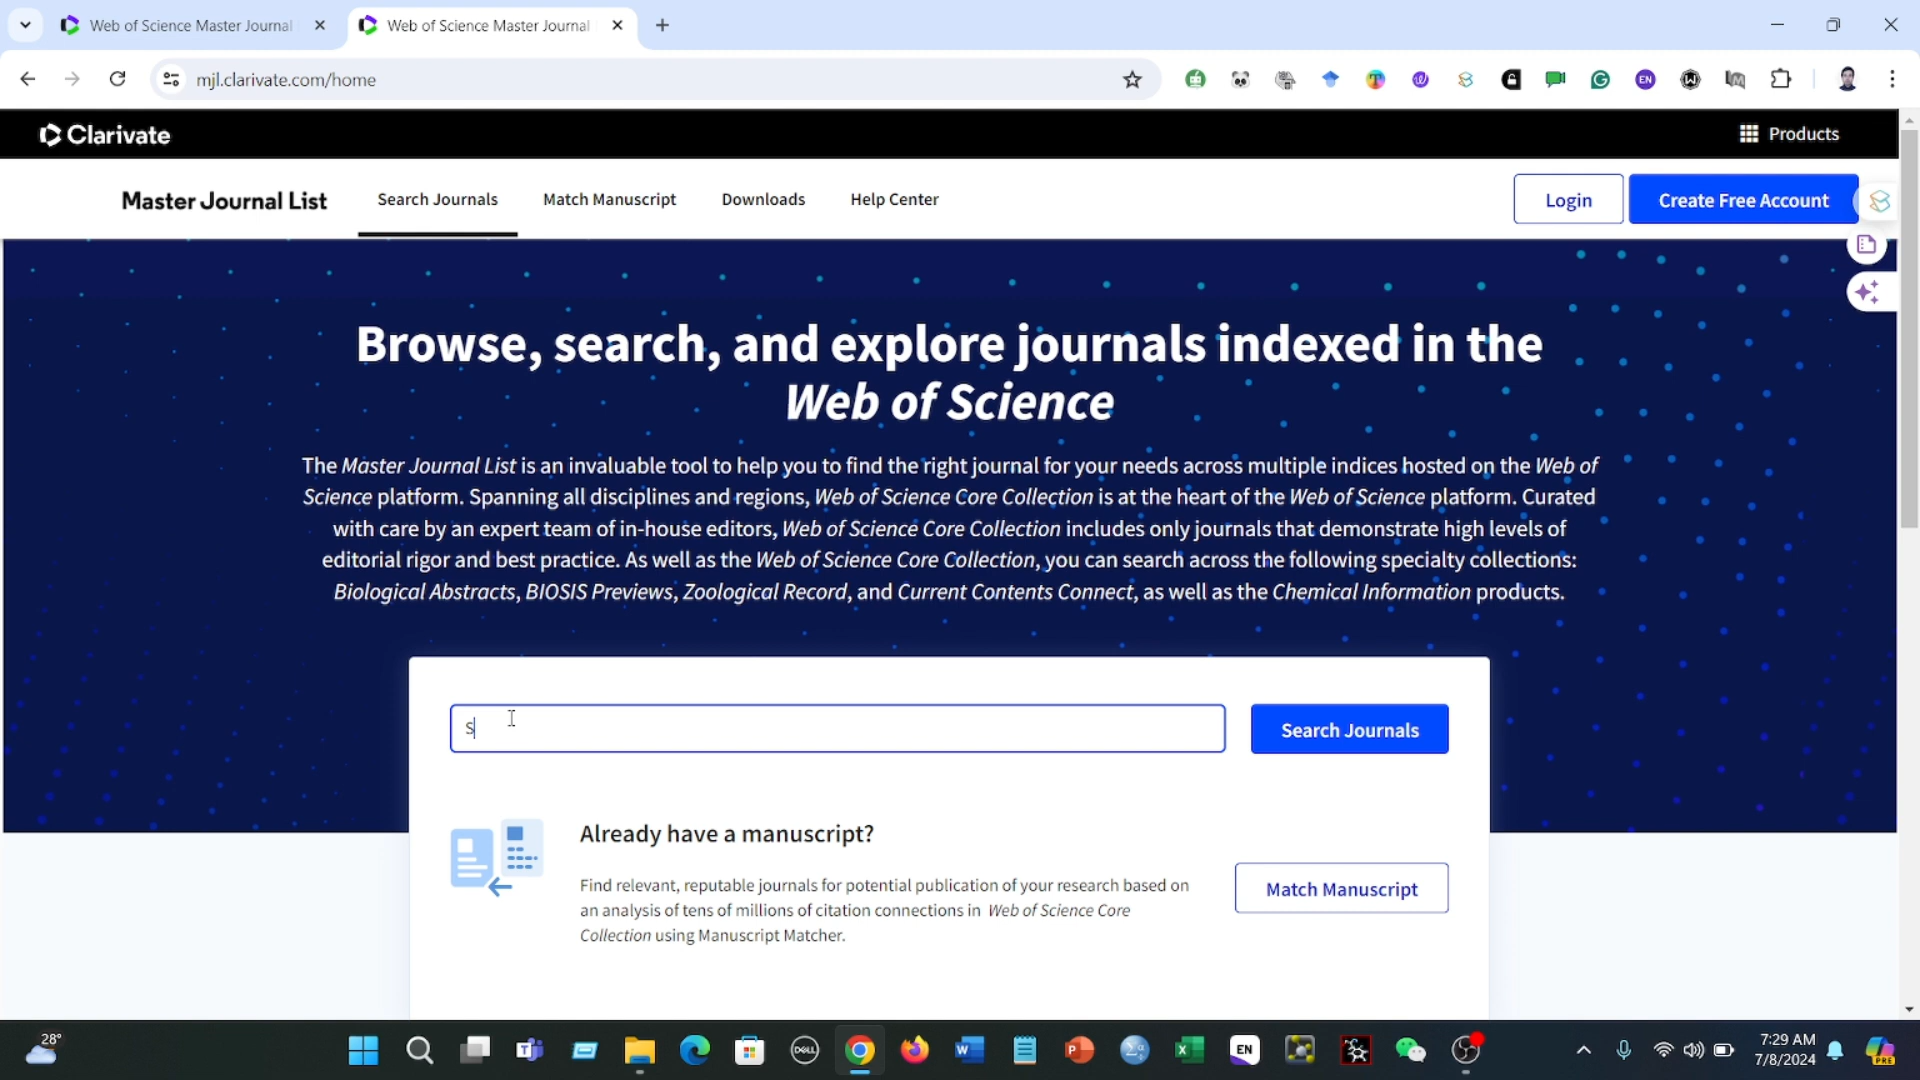 Web of Science Master Journal
Web of Science Master Journal
mjl.clarivate.com/home
EN
Clarivate
Products
Master Journal List
Search Journals
Match Manuscript
Downloads
Help Center
Login
Create Free Account
Browse, search, and explore journals indexed in the
Web of Science
The Master Journal List is an invaluable tool to help you to find the right journal for your needs across multiple indices hosted on the Web of
Science platform. Spanning all disciplines and regions, Web of Science Core Collection is at the heart of the Web of Science platform. Curated
with care by an expert team of in-house editors, Web of Science Core Collection includes only journals that demonstrate high levels of
editorial rigor and best practice. As well as the Web of Science Core Collection, you can search across the following specialty collections:
Biological Abstracts, BIOSIS Previews, Zoological Record, and Current Contents Connect, as well as the Chemical Information products.
S
Search Journals
Already have a manuscript?
Find relevant, reputable journals for potential publication of your research based on
an analysis of tens of millions of citation connections in Web of Science Core
Collection using Manuscript Matcher.
Match Manuscript
28°
DELL
EN
7:29 AM
7/8/2024
PRE